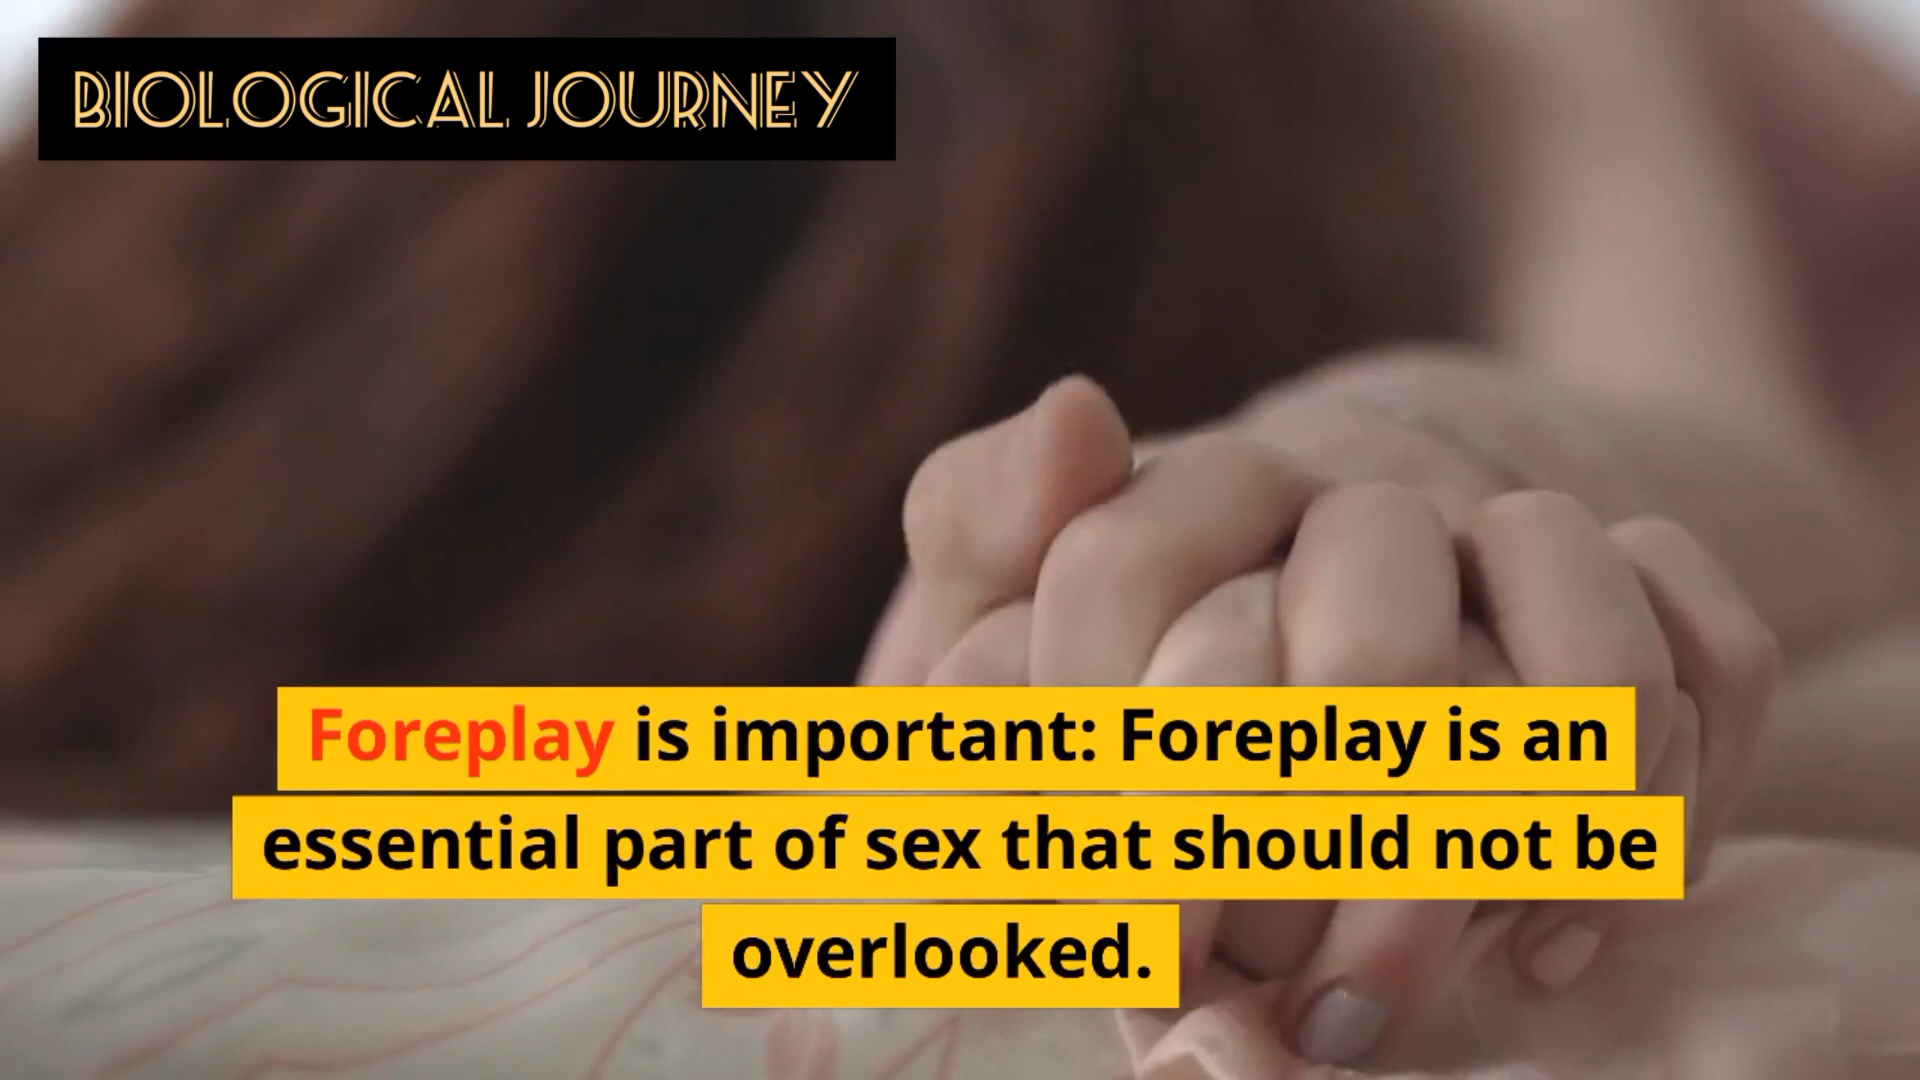 BIOLOGICAL JOURNEY
Foreplay is important: Foreplay is an
essential part of sex that should not be
overlooked.